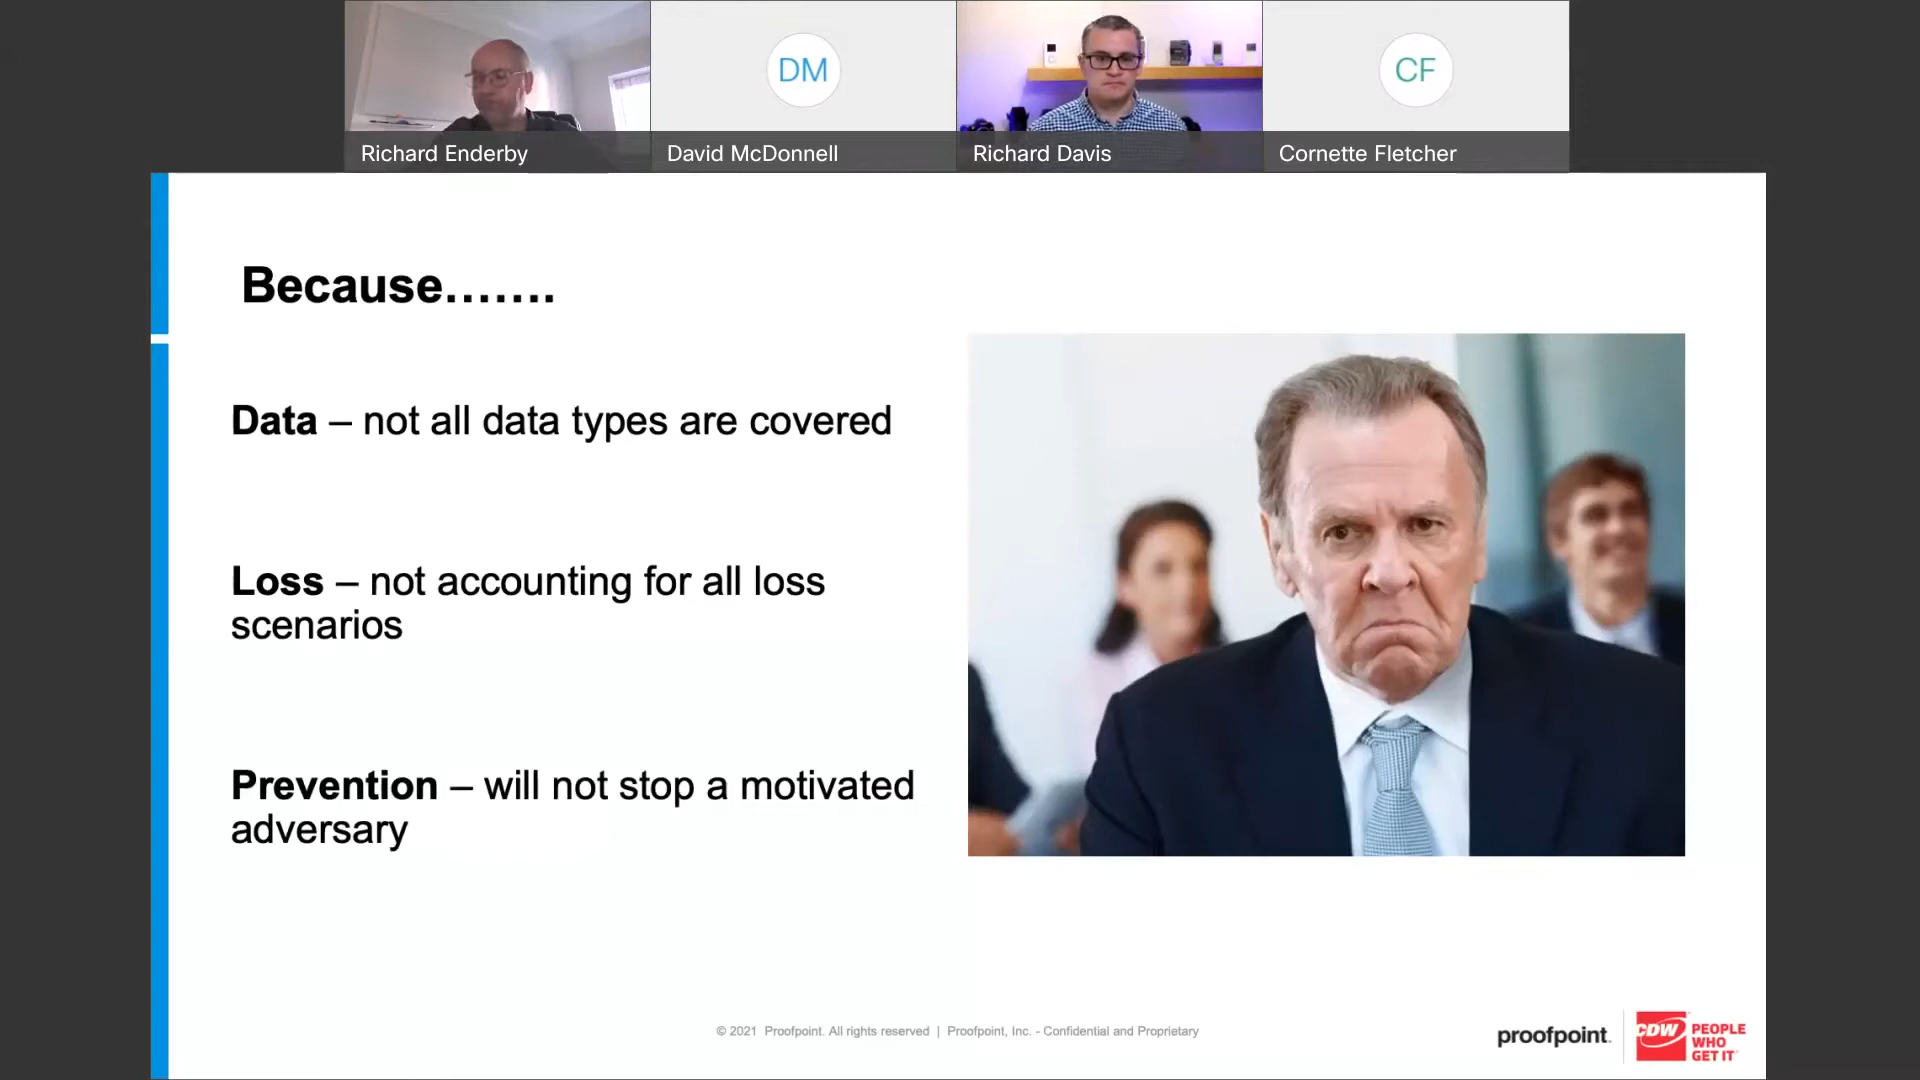 DM
CF
Richard Enderby
David McDonnell
Richard Davis
Cornette Fletcher
Because…….
Data – not all data types are covered
Loss – not accounting for all loss
scenarios
Prevention – will not stop a motivated
adversary
© 2021 Proofpoint. All rights reserved | Proofpoint, Inc. - Confidential and Proprietary
proofpoint.
CDW
PEOPLE
WHO
GET IT